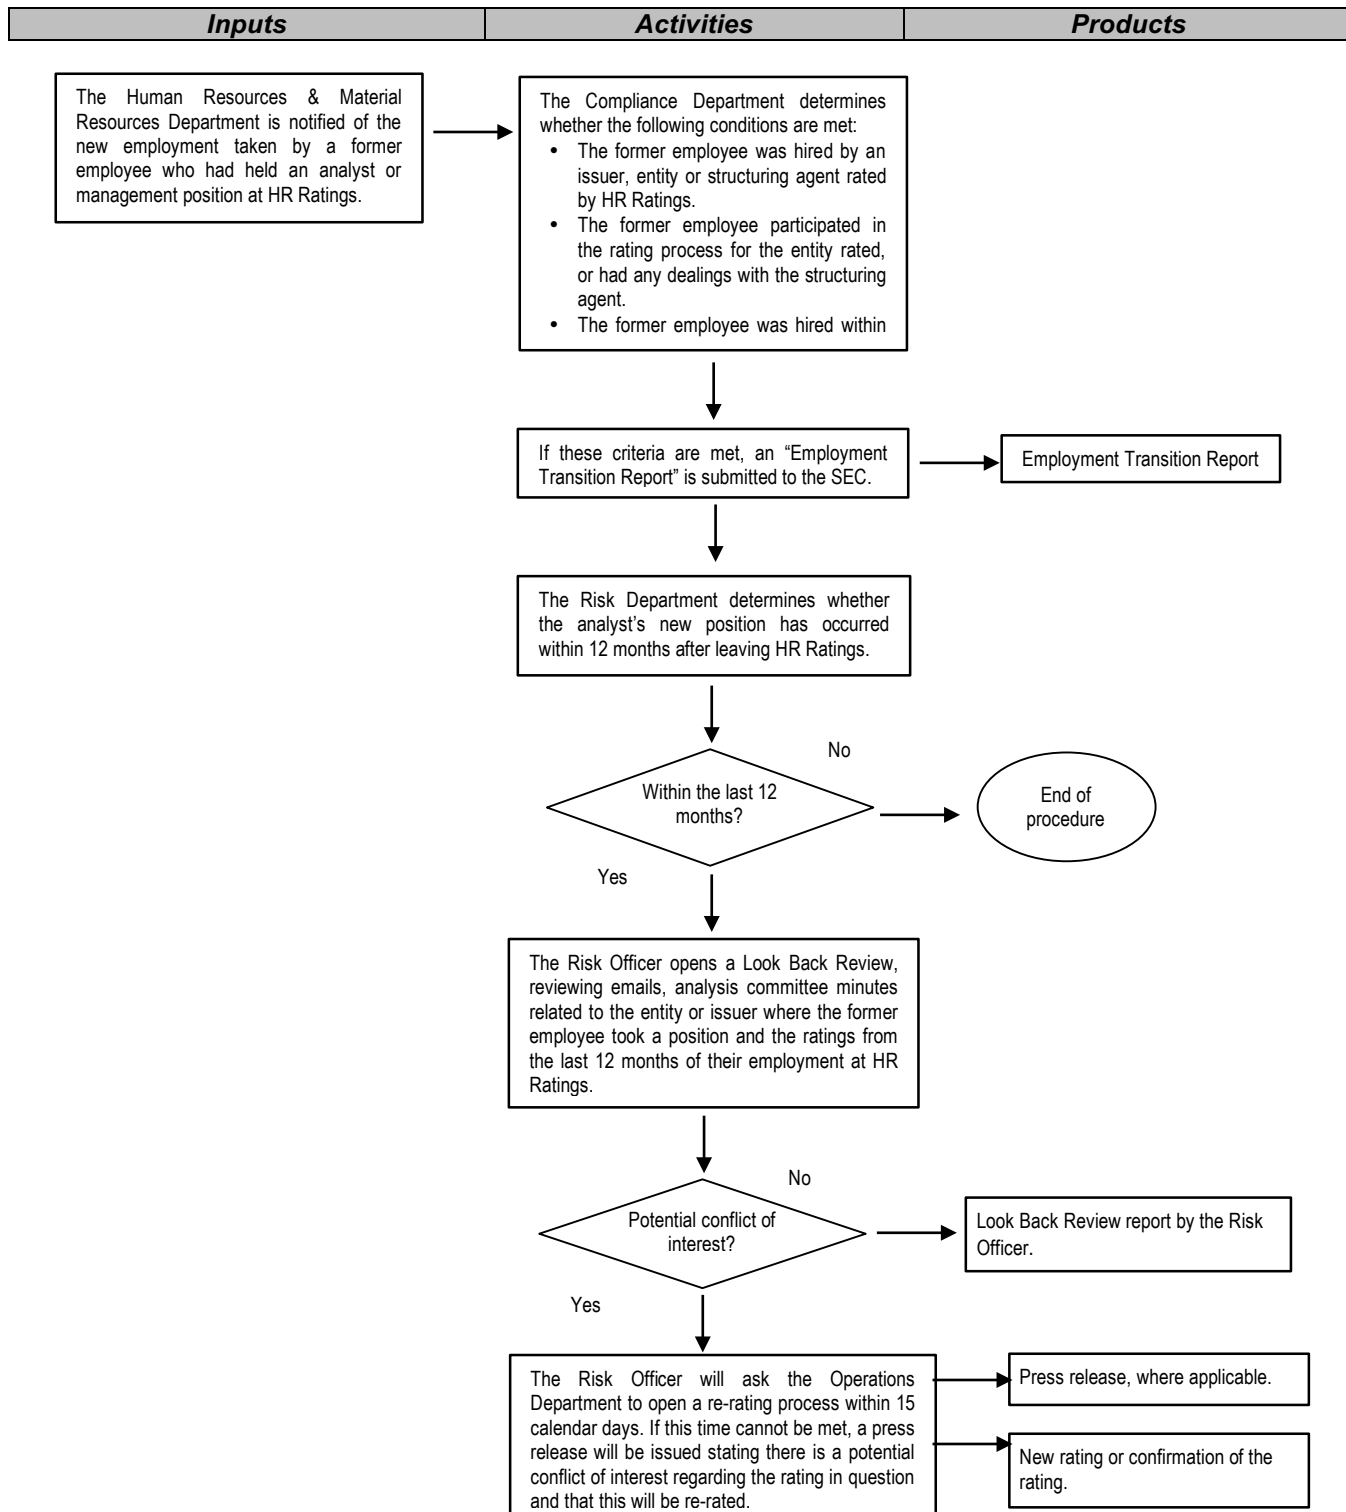 Inputs Activities Products
The Human Resources & Material
Resources Department is notified of the
new employment taken by a former
employee who had held an analyst or
management position at HR Ratings.
The Compliance Department determines
whether the following conditions are met:
• The former employee was hired by an
issuer, entity or structuring agent rated
by HR Ratings.
• The former employee participated in
the rating process for the entity rated,
or had any dealings with the structuring
agent.
• The former employee was hired within
If these criteria are met, an “Employment
Transition Report” is submitted to the SEC.
Employment Transition Report
The Risk Department determines whether
the analyst’s new position has occurred
within 12 months after leaving HR Ratings.
Within the last 12
months?
No
End of
procedure
Yes
The Risk Officer opens a Look Back Review,
reviewing emails, analysis committee minutes
related to the entity or issuer where the former
employee took a position and the ratings from
the last 12 months of their employment at HR
Ratings.
Potential conflict of
interest?
No
Look Back Review report by the Risk
Officer.
Yes
The Risk Officer will ask the Operations
Department to open a re-rating process within 15
calendar days. If this time cannot be met, a press
release will be issued stating there is a potential
conflict of interest regarding the rating in question
and that this will be re-rated.
Press release, where applicable.
New rating or confirmation of the
rating.